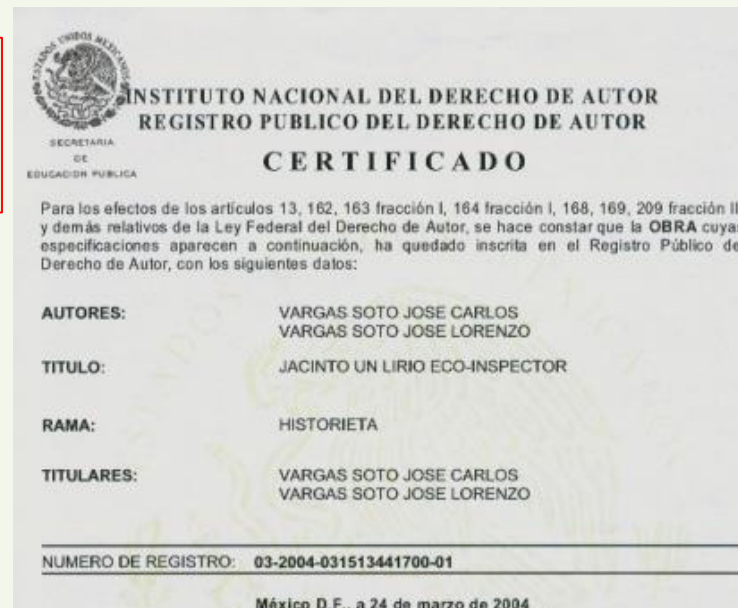 ESTADOS UNIDOS MEXICANOS
SECRETARIA
DE
EDUCACION PUBLICA
INSTITUTO NACIONAL DEL DERECHO DE AUTOR
REGISTRO PUBLICO DEL DERECHO DE AUTOR
CERTIFICADO
Para los efectos de los artículos 13, 162, 163 fracción I, 164 fracción I, 168, 169, 209 fracción II
y demás relativos de la Ley Federal del Derecho de Autor, se hace constar que la OBRA cuyas
especificaciones aparecen a continuación, ha quedado inscrita en el Registro Público de
Derecho de Autor, con los siguientes datos:
AUTORES: VARGAS SOTO JOSE CARLOS
VARGAS SOTO JOSE LORENZO
TITULO: JACINTO UN LIRIO ECO-INSPECTOR
RAMA: HISTORIETA
TITULARES: VARGAS SOTO JOSE CARLOS
VARGAS SOTO JOSE LORENZO
NUMERO DE REGISTRO: 03-2004-031513441700-01
México D.F., a 24 de marzo de 2004